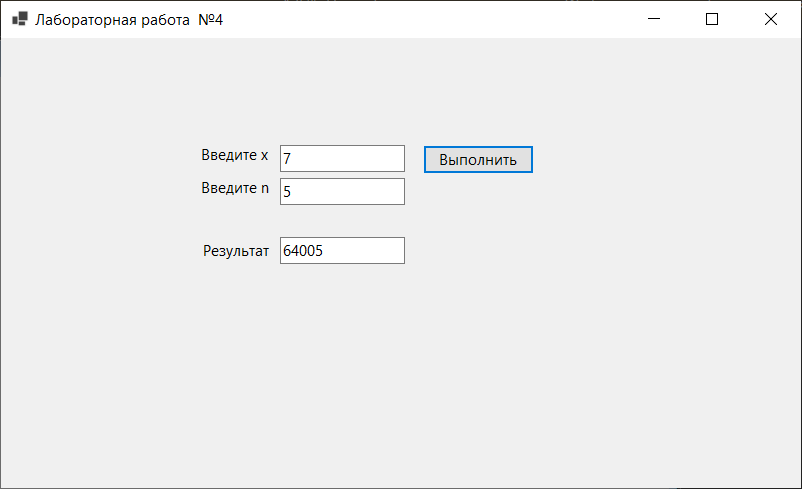 Лабораторная работа  №4
Введите x 7 Выполнить
Введите n 5
Результат 64005